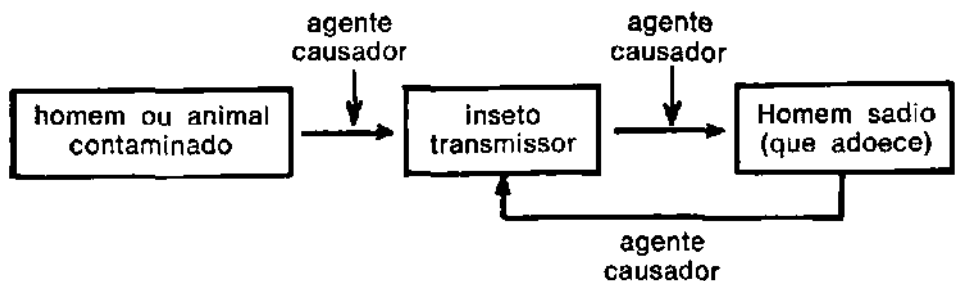 agente
causador
agente
causador
homem ou animal
contaminado
inseto
transmissor
Homem sadio
(que adoece)
agente
causador